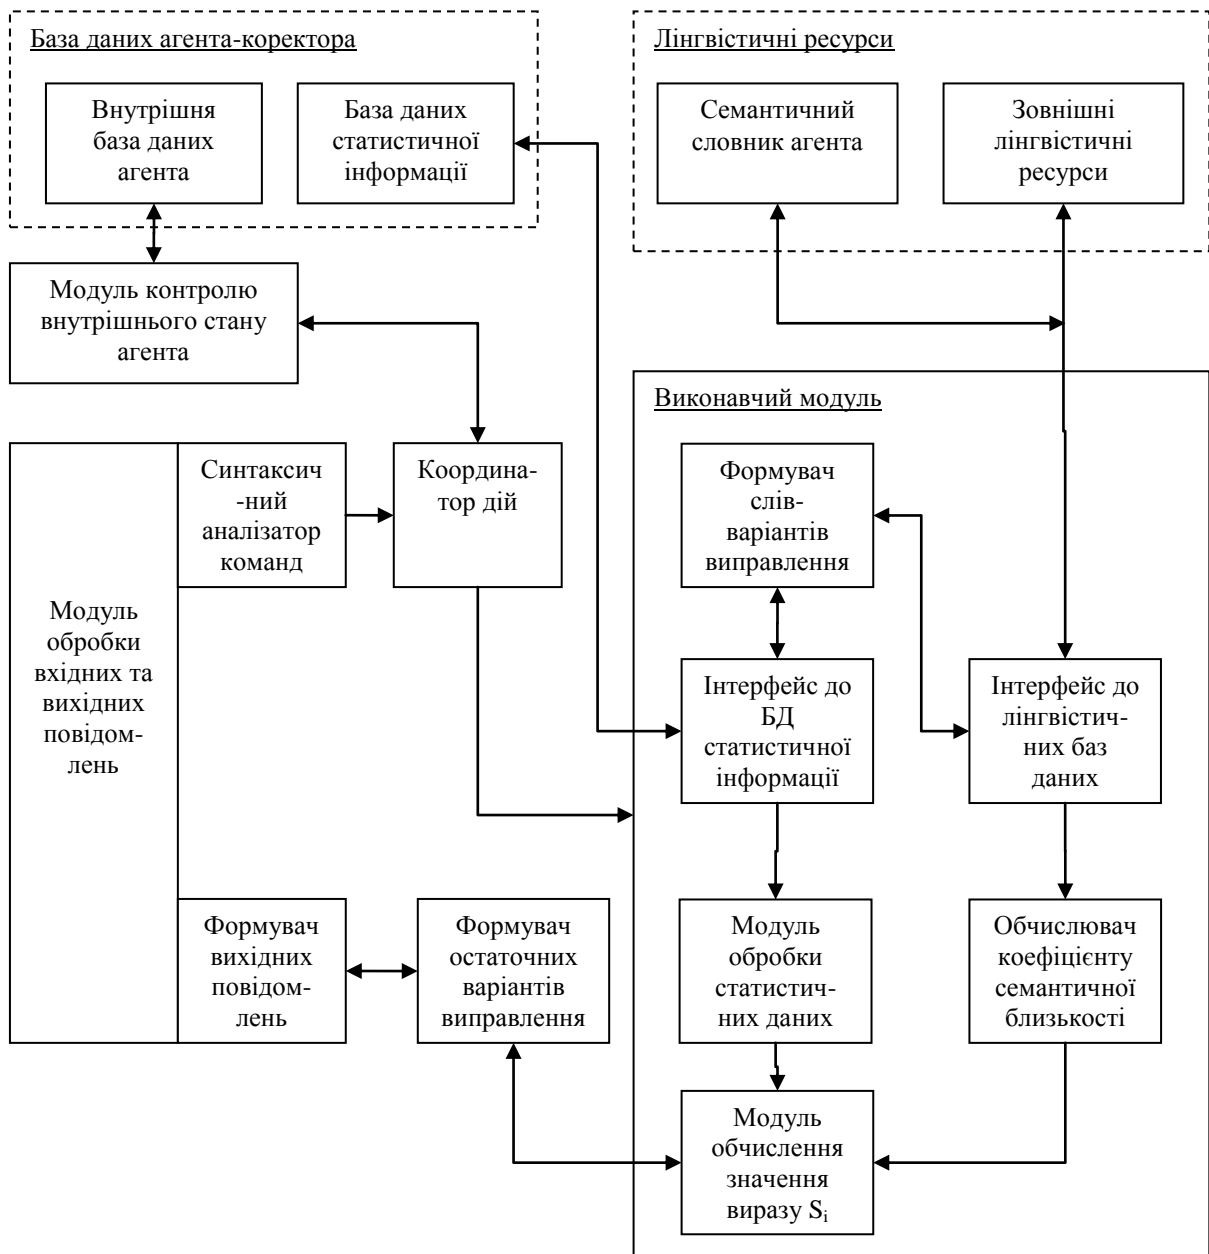 База даних агента-коректора
Внутрішня
база даних
агента
База даних
статистичної
інформації
Лінгвістичні ресурси
Семантичний
словник агента
Зовнішні
лінгвістичні
ресурси
Модуль контролю
внутрішнього стану
агента
Модуль
обробки
вхідних та
вихідних
повідом-
лень
Синтаксич
-ний
аналізатор
команд
Координа-
тор дій
Виконавчий модуль
Формувач
слів-
варіантів
виправлення
Інтерфейс до
БД
статистичної
інформації
Інтерфейс до
лінгвістич-
них баз
даних
Формувач
вихідних
повідом-
лень
Формувач
остаточних
варіантів
виправлення
Модуль
обробки
статистич-
них даних
Обчислювач
коефіцієнту
семантичної
близькості
Модуль
обчислення
значення
виразу Si